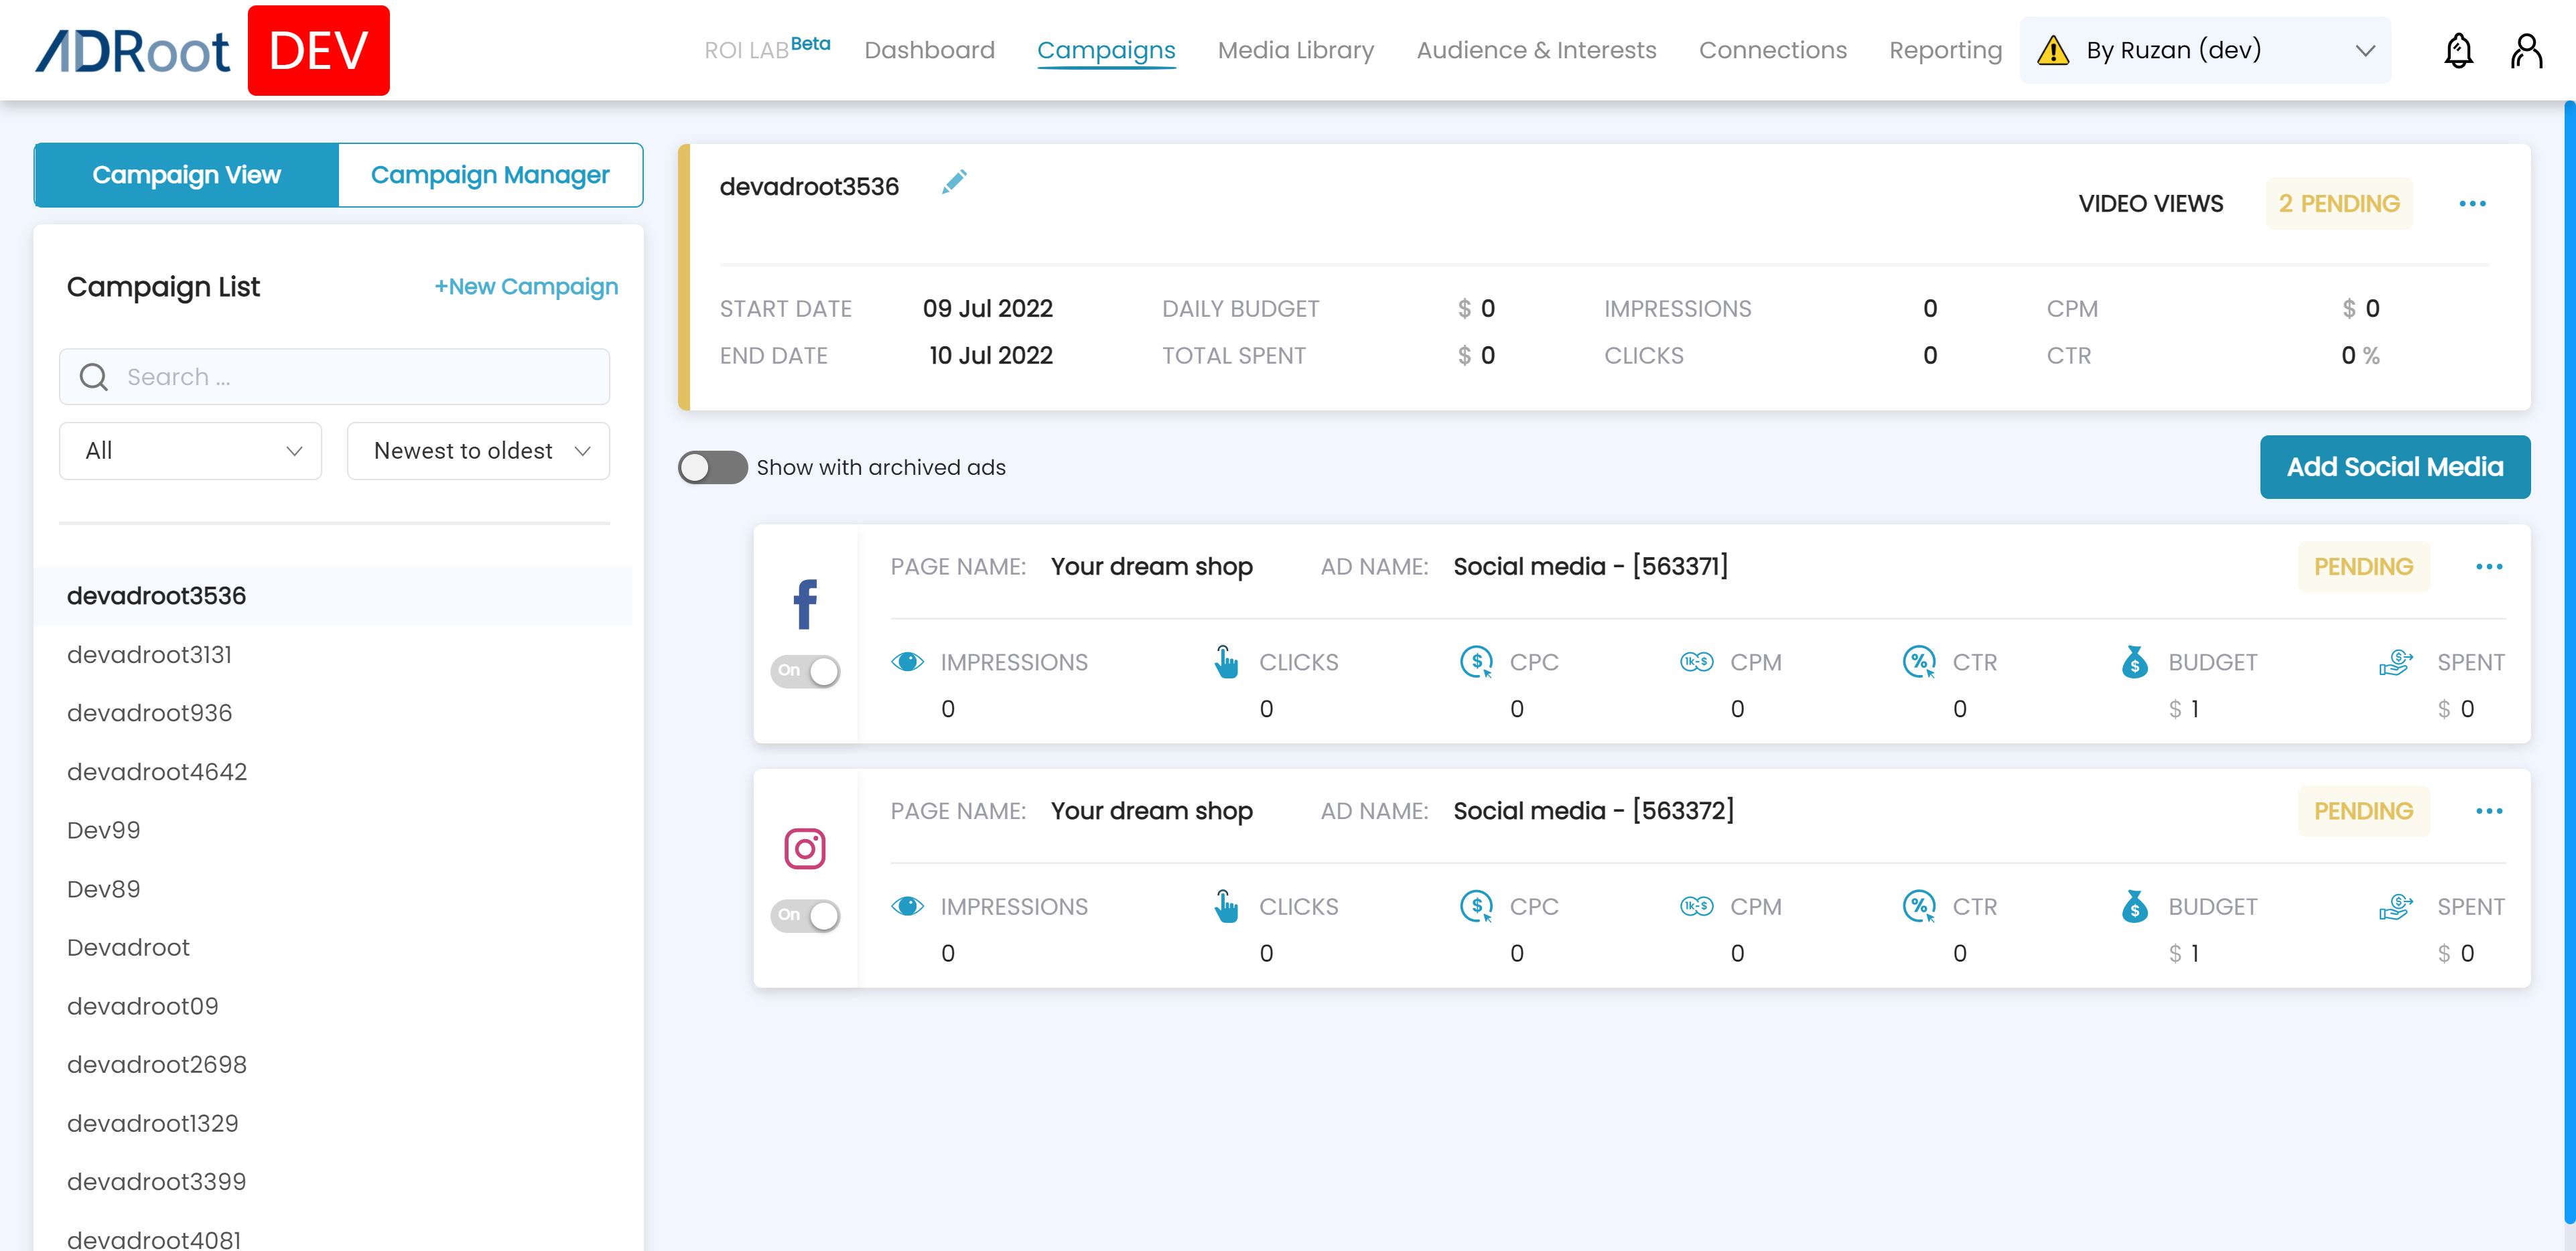 ADRoot DEV
ROI LAB Beta Dashboard Campaigns Media Library Audience & Interests Connections Reporting By Ruzan (dev)
Campaign View Campaign Manager
Campaign List +New Campaign
Search ...
All Newest to oldest
devadroot3536
devadroot3131
devadroot936
devadroot4642
Dev99
Dev89
Devadroot
devadroot09
devadroot2698
devadroot1329
devadroot3399
devadroot4081
devadroot3536 VIDEO VIEWS 2 PENDING
START DATE 09 Jul 2022 DAILY BUDGET $ 0 IMPRESSIONS 0 CPM $ 0
END DATE 10 Jul 2022 TOTAL SPENT $ 0 CLICKS 0 CTR 0 %
Show with archived ads Add Social Media
PAGE NAME: Your dream shop AD NAME: Social media - [563371] PENDING
On IMPRESSIONS CLICKS CPC CPM CTR BUDGET SPENT
0 0 0 0 0 $ 1 $ 0
PAGE NAME: Your dream shop AD NAME: Social media - [563372] PENDING
On IMPRESSIONS CLICKS CPC CPM CTR BUDGET SPENT
0 0 0 0 0 $ 1 $ 0